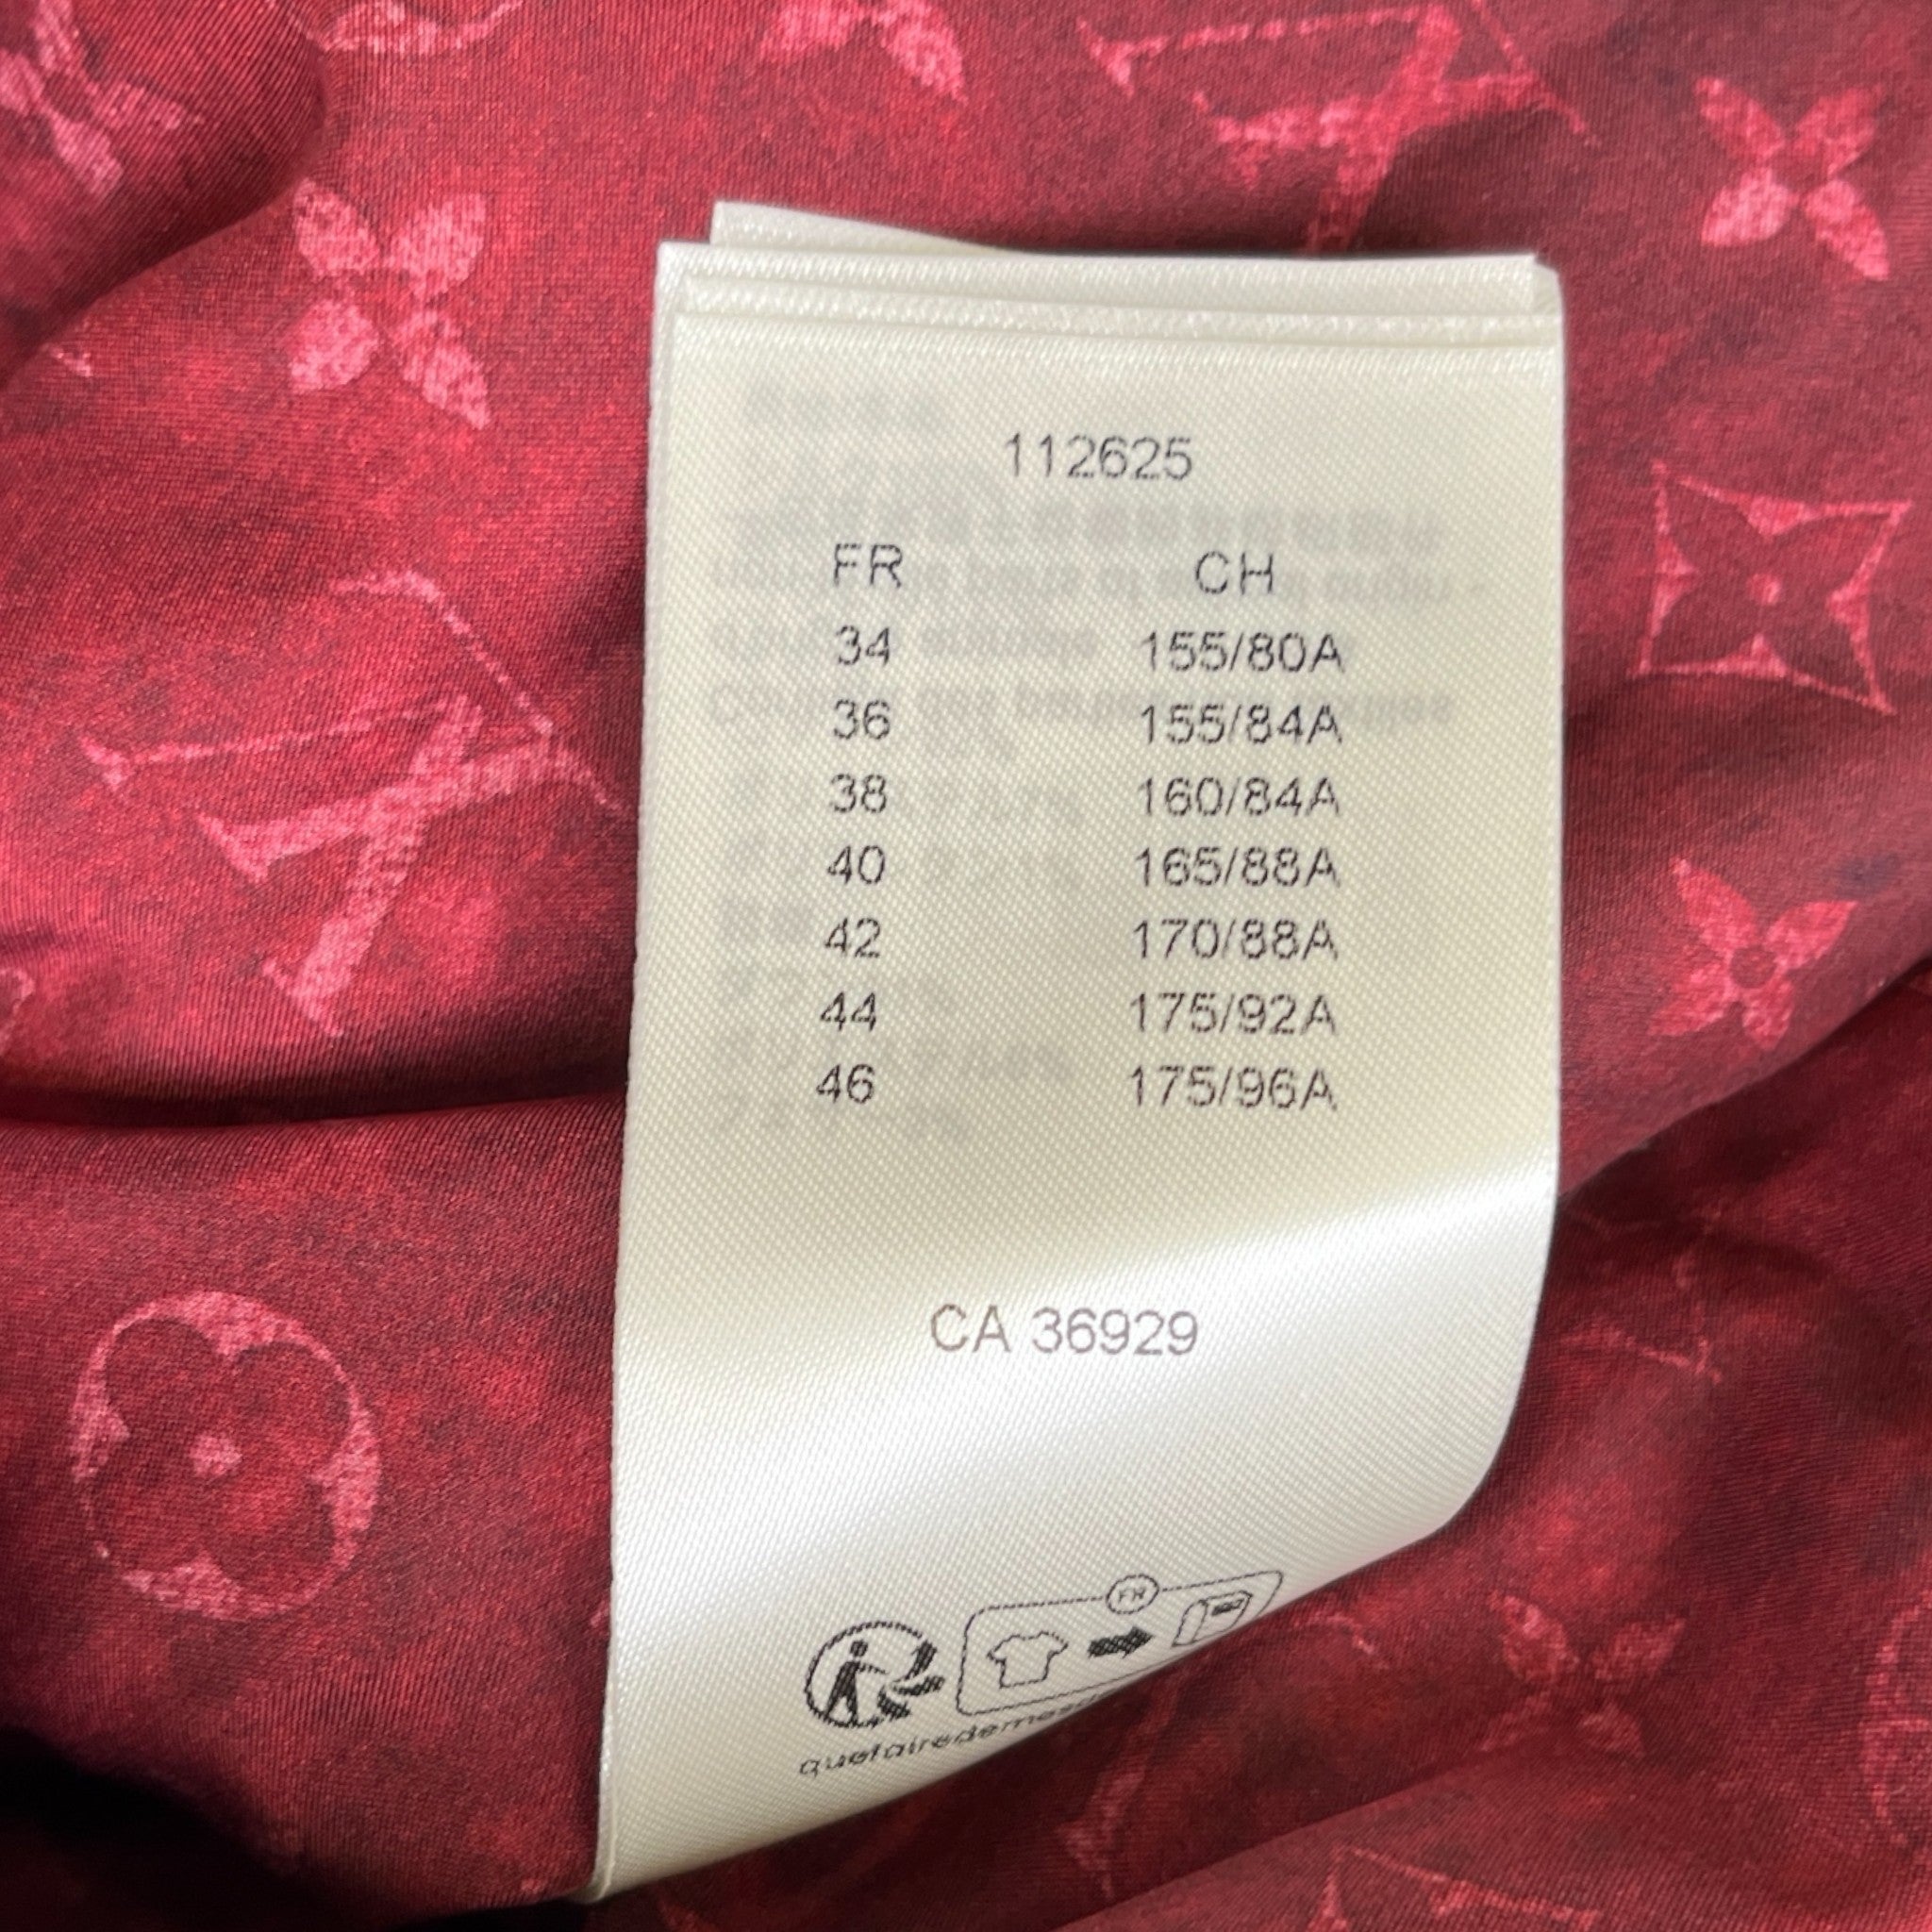 112625
FR CH
34 155/80A
36 155/84A
38 160/84A
40 165/88A
42 170/88A
44 175/92A
46 175/96A
CA 36929
FR